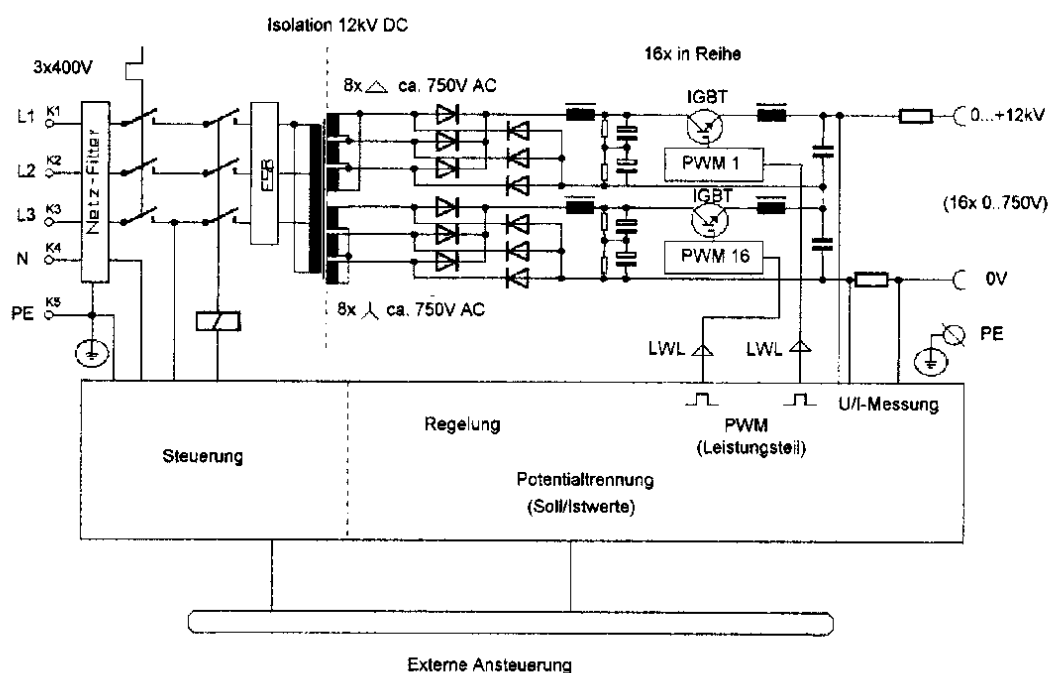 Isolation 12kV DC
3x400V
16x in Reihe
8x △ ca. 750V AC
IGBT
L1 K1
0...+12kV
PWM 1
L2 K2
Netz-Filter
IGBT
(16x 0..750V)
L3 K3
PWM 16
N K4
0V
8x ca. 750V AC
PE K5
PE
LWL
LWL
U/I-Messung
Regelung
PWM
(Leistungsteil)
Steuerung
Potentialtrennung
(Soll/Istwerte)
Externe Ansteuerung